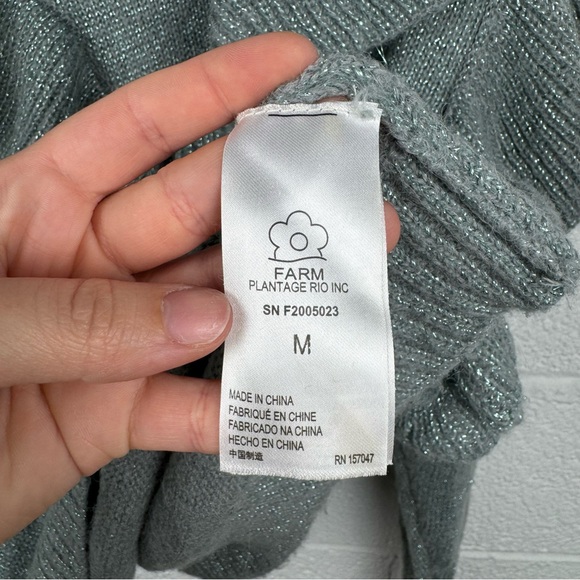 FARM
PLANTAGE RIO INC
SN F2005023
M
MADE IN CHINA
FABRIQUÉ EN CHINE
FABRICADO NA CHINA
HECHO EN CHINA
中国制造
RN 157047